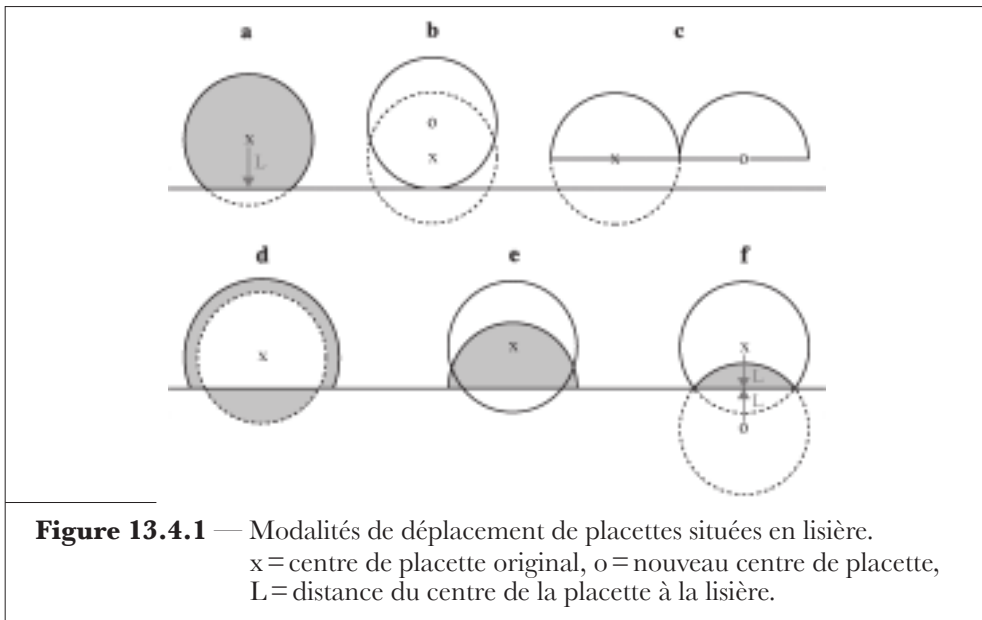 a b c
x L
o
x
x o
d e f
x
x
x
L
L
o
Figure 13.4.1 — Modalités de déplacement de placettes situées en lisière.
x = centre de placette original, o = nouveau centre de placette,
L = distance du centre de la placette à la lisière.